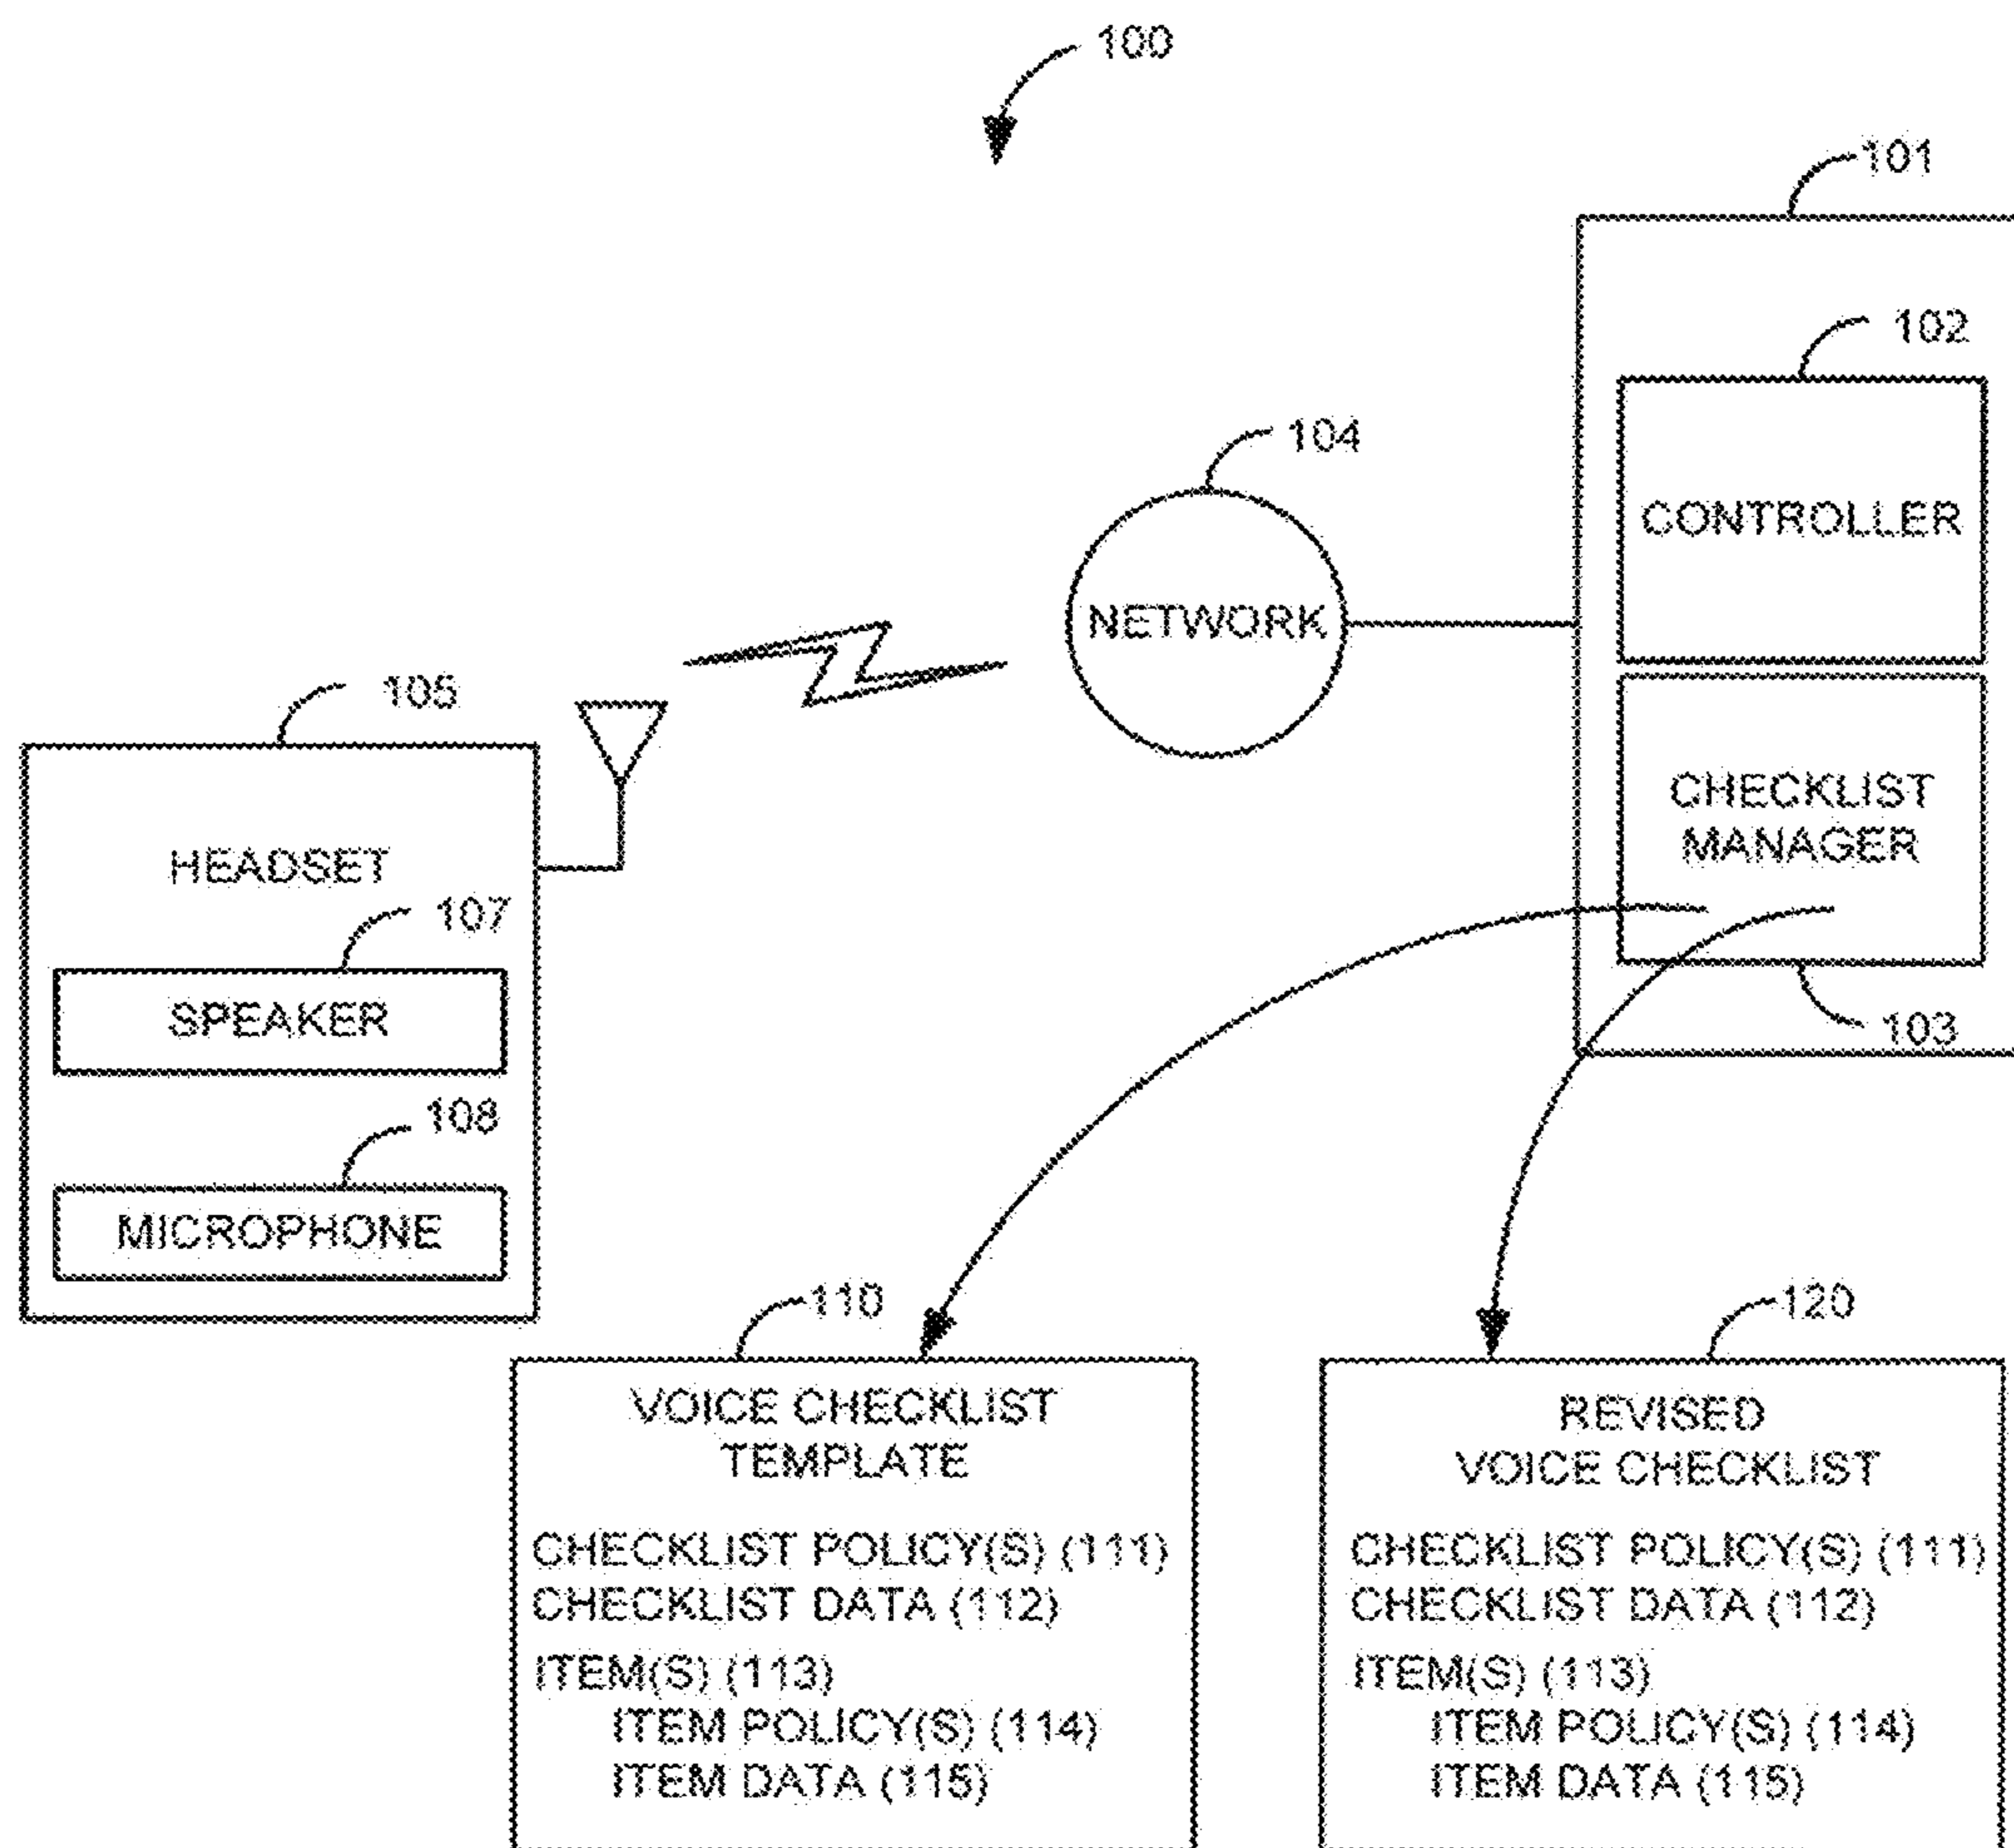 100
101
102
CONTROLLER
104
NETWORK
105
HEADSET
107
SPEAKER
108
MICROPHONE
CHECKLIST
MANAGER
103
110
VOICE CHECKLIST
TEMPLATE
CHECKLIST POLICY(S) (111)
CHECKLIST DATA (112)
ITEM(S) (113)
ITEM POLICY(S) (114)
ITEM DATA (115)
120
REVISED
VOICE CHECKLIST
CHECKLIST POLICY(S) (111)
CHECKLIST DATA (112)
ITEM(S) (113)
ITEM POLICY(S) (114)
ITEM DATA (115)